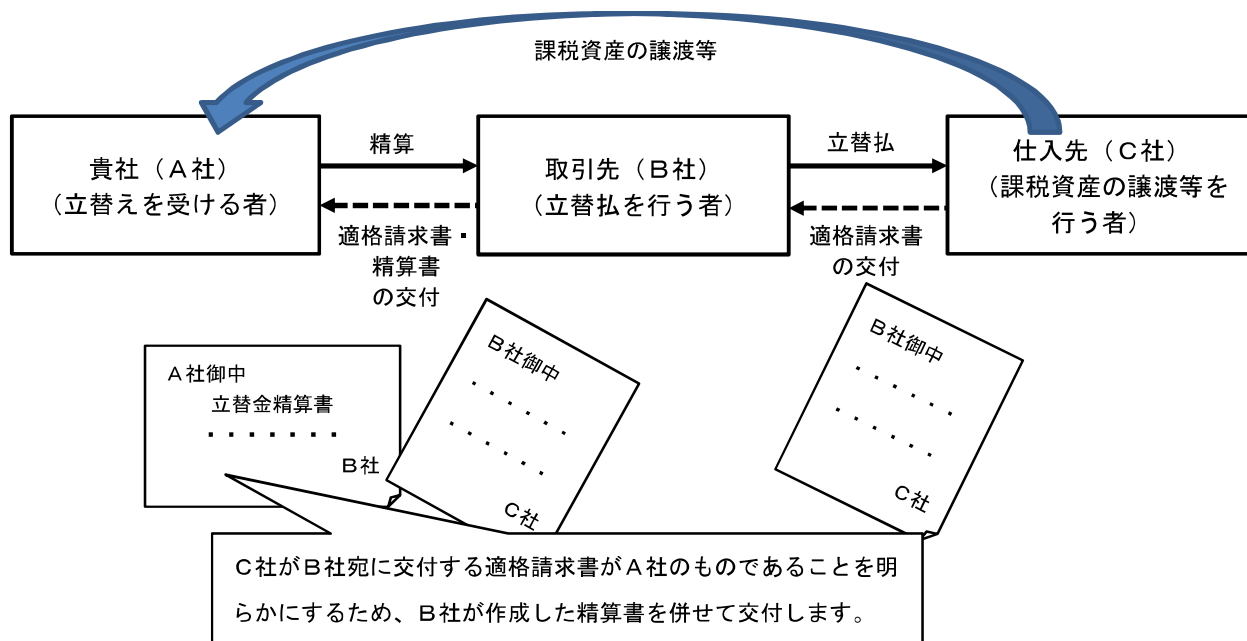 課税資産の譲渡等
貴社（Ａ社）
（立替えを受ける者）
精算
適格請求書・
精算書
の交付
取引先（Ｂ社）
（立替払を行う者）
立替払
適格請求書
の交付
仕入先（Ｃ社）
（課税資産の譲渡等を
行う者）
Ａ社御中
立替金精算書
・・・・・・・
Ｂ社
Ｂ社御中
・・・・・・
・・・・・・
Ｃ社
Ｂ社御中
・・・・・・
・・・・・・
Ｃ社
Ｃ社がＢ社宛に交付する適格請求書がＡ社のものであることを明
らかにするため、Ｂ社が作成した精算書を併せて交付します。